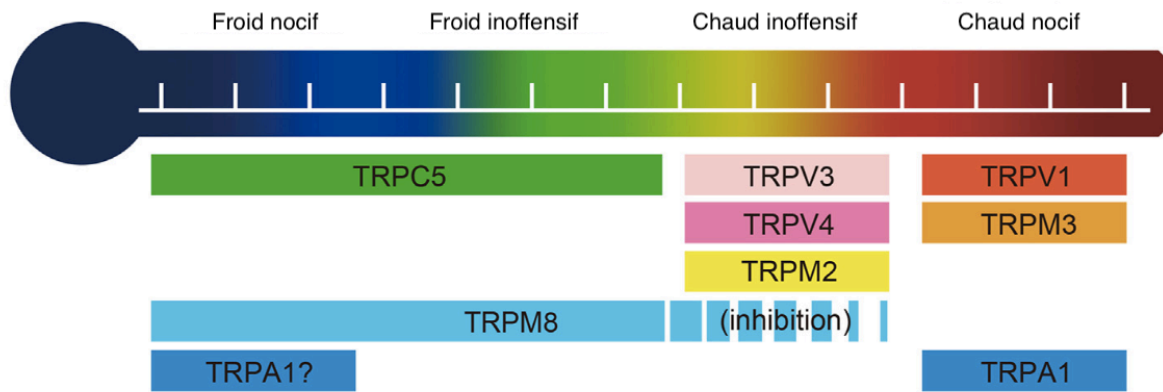 Froid nocif Froid inoffensif Chaud inoffensif Chaud nocif
TRPC5 TRPV3 TRPV1
TRPV4 TRPM3
TRPM2
TRPM8 (inhibition)
TRPA1? TRPA1